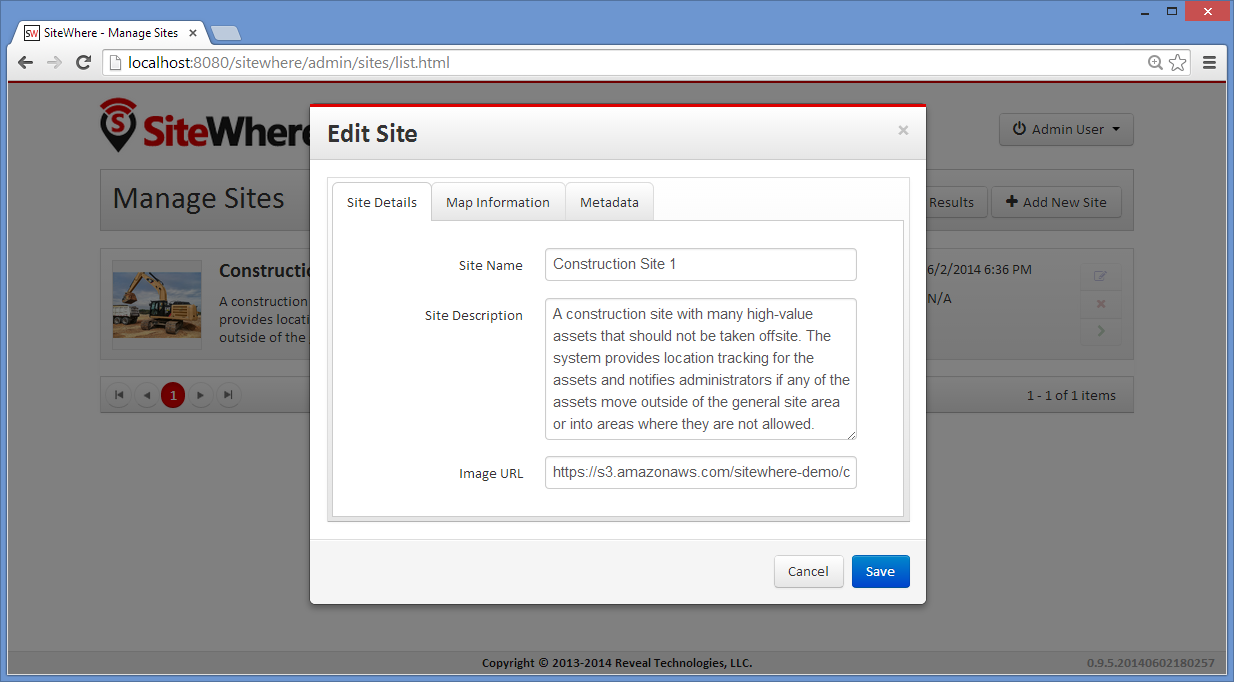 SW SiteWhere - Manage Sites
localhost:8080/sitewhere/admin/sites/list.html
S SiteWhere
Admin User
Manage Sites
Results
Add New Site
Edit Site
Site Details
Map Information
Metadata
Site Name
Construction Site 1
Site Description
A construction site with many high-value
assets that should not be taken offsite. The
system provides location tracking for the
assets and notifies administrators if any of the
assets move outside of the general site area
or into areas where they are not allowed.
Image URL
https://s3.amazonaws.com/sitewhere-demo/c
Cancel
Save
Constructi
A construction
provides locati
outside of the
6/2/2014 6:36 PM
N/A
1
1 - 1 of 1 items
Copyright © 2013-2014 Reveal Technologies, LLC.
0.9.5.20140602180257